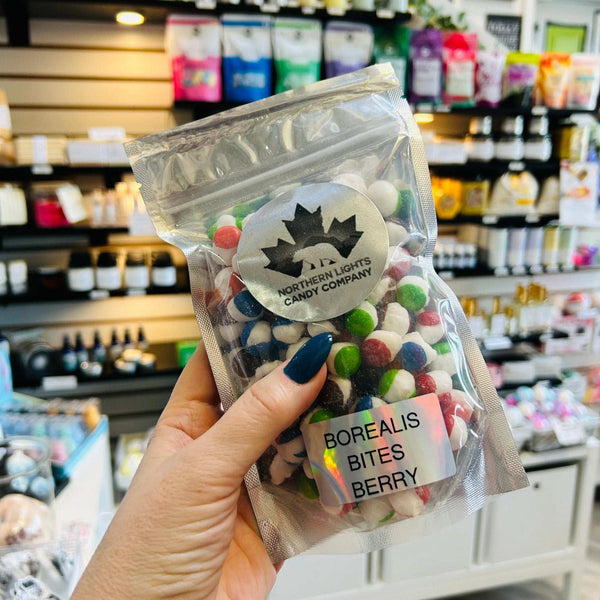 NORTHERN LIGHTS
CANDY COMPANY
BOREALIS
BITES
BERRY